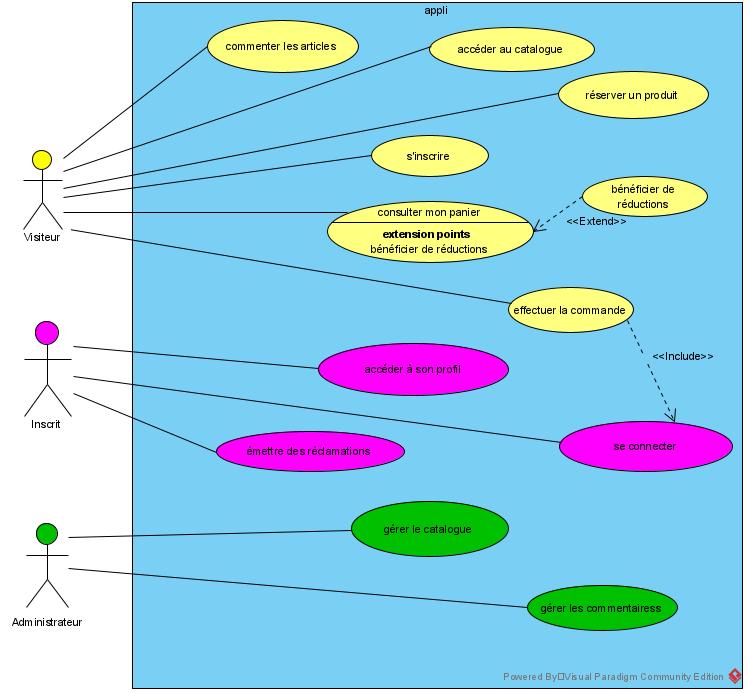 appli
commenter les articles
accéder au catalogue
réserver un produit
s'inscrire
Visiteur
consulter mon panier
extension points
bénéficier de réductions
bénéficier de
réductions
<<Extend>>
effectuer la commande
<<Include>>
accéder à son profil
Inscrit
se connecter
émettre des réclamations
gérer le catalogue
gérer les commentairess
Administrateur
Powered By□Visual Paradigm Community Edition